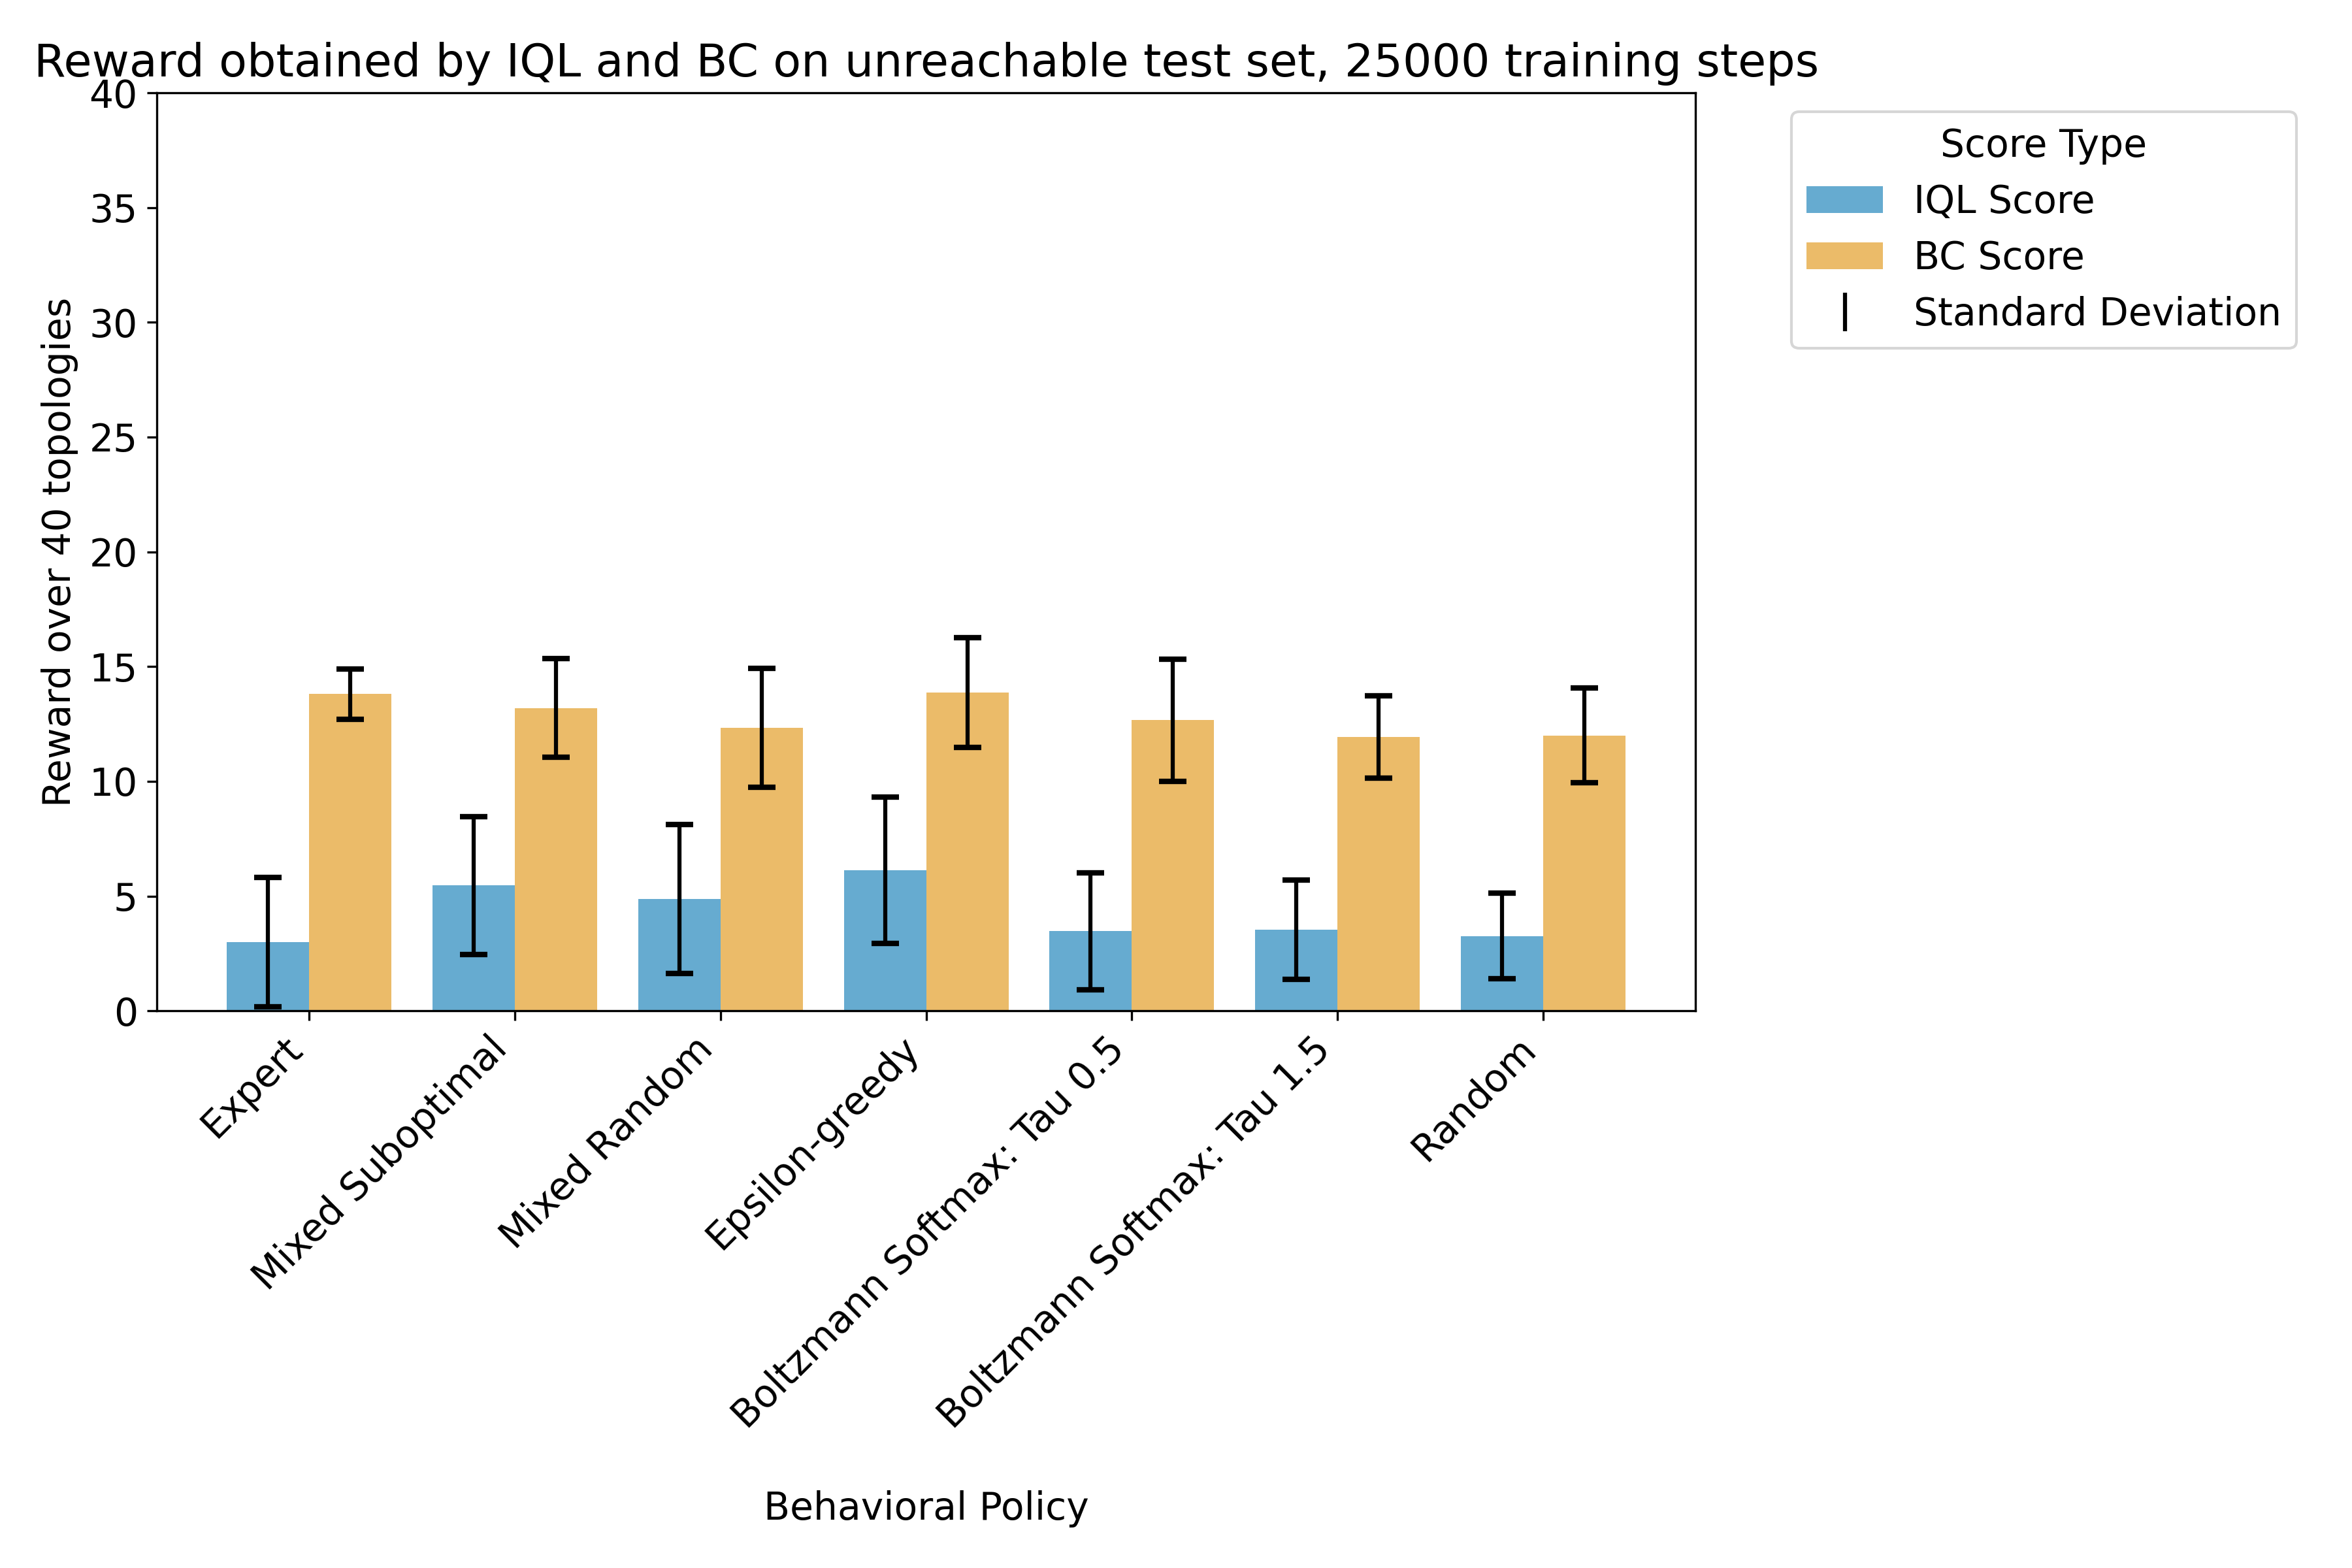 Reward obtained by IQL and BC on unreachable test set, 25000 training steps
Reward over 40 topologies
40
35
30
25
20
15
10
5
0
Expert
Mixed Suboptimal
Mixed Random
Epsilon-greedy
Boltzmann Softmax: Tau 0.5
Boltzmann Softmax: Tau 1.5
Random
Behavioral Policy
Score Type
IQL Score
BC Score
Standard Deviation